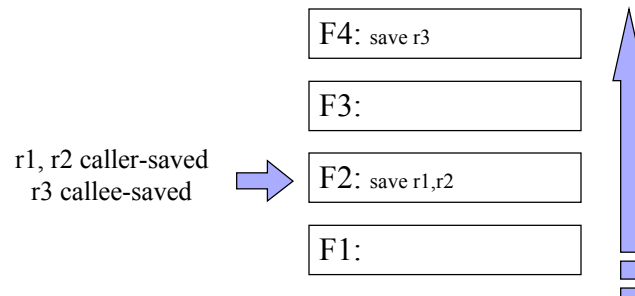 F4: save r3
F3:
r1, r2 caller-saved
r3 callee-saved
F2: save r1,r2
F1: